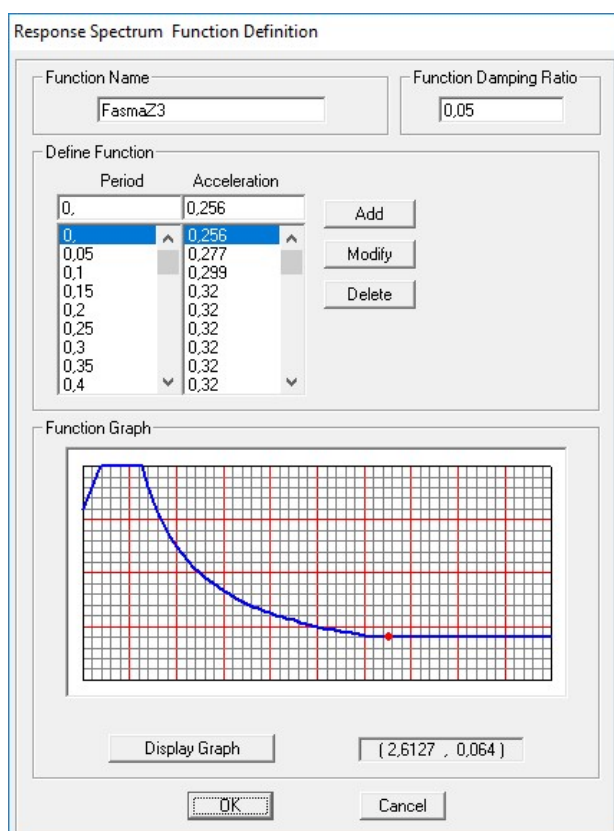 Response Spectrum Function Definition
Function Name
FasmaZ3
Function Damping Ratio
0,05
Define Function
Period Acceleration
0, 0,256
Add
0, 0,256
0,05 0,277
0,1 0,299
0,15 0,32
0,2 0,32
0,25 0,32
0,3 0,32
0,35 0,32
0,4 0,32
Modify
Delete
Function Graph
Display Graph
( 2,6127 , 0,064 )
OK
Cancel